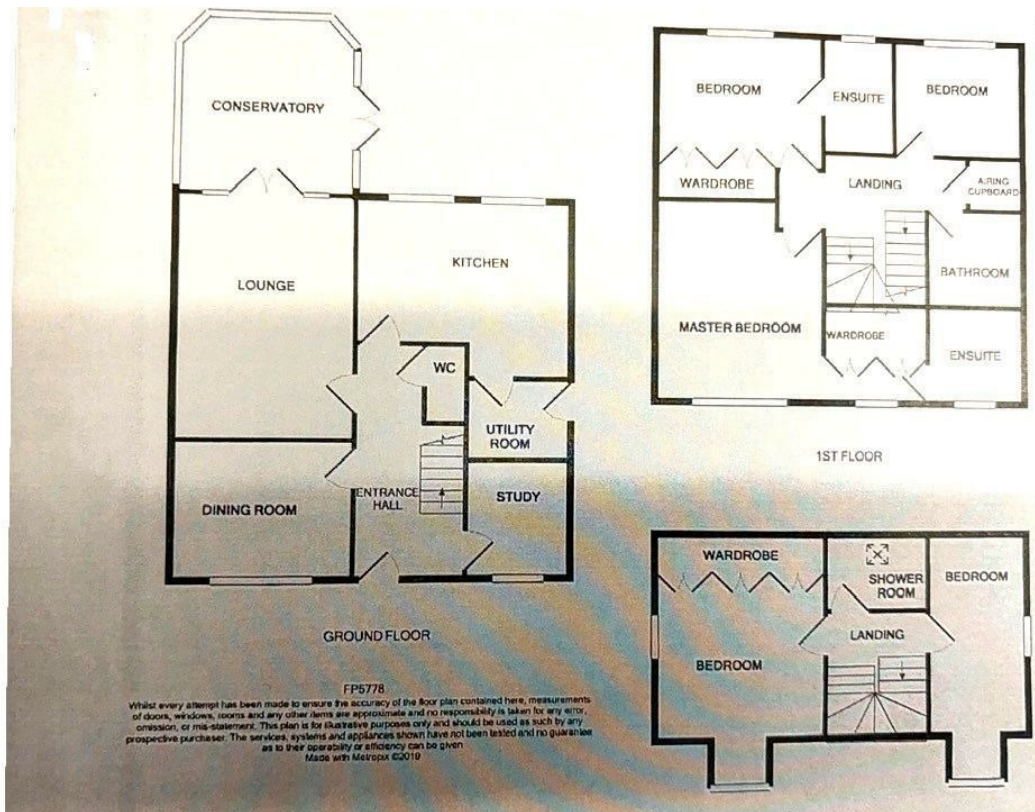 CONSERVATORY
LOUNGE
KITCHEN
WC
UTILITY
ROOM
DINING ROOM
ENTRANCE
HALL
STUDY
GROUND FLOOR
BEDROOM
ENSUITE
BEDROOM
WARDROBE
LANDING
AIRING
CUPBOARD
BATHROOM
MASTER BEDROOM
WARDROBE
ENSUITE
1ST FLOOR
WARDROBE
SHOWER
ROOM
BEDROOM
LANDING
BEDROOM
FP5778
Whilst every attempt has been made to ensure the accuracy of the floor plan contained here, measurements
of doors, windows, rooms and any other items are approximate and no responsibility is taken for any error,
omission, or mis-statement. This plan is for illustrative purposes only and should be used as such by any
prospective purchaser. The services, systems and appliances shown have not been tested and no guarantee
as to their operability or efficiency can be given
Made with Metropix ©2019